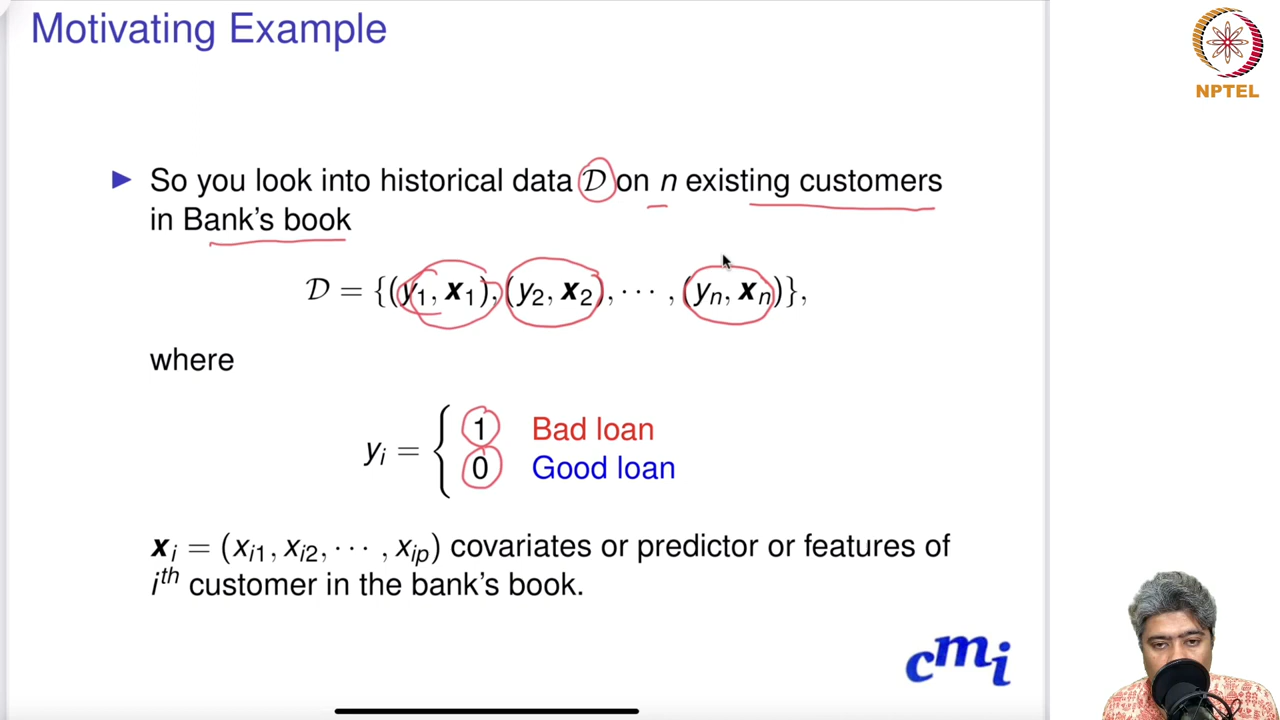 Motivating Example
NPTEL
▶ So you look into historical data 𝒟 on n existing customers
in Bank's book
𝒟 = {(y₁, x₁), (y₂, x₂), ⋯ , (yₙ, xₙ)},
where
yᵢ = { 1 Bad loan
0 Good loan
xᵢ = (xᵢ₁, xᵢ₂, ⋯ , xᵢₚ) covariates or predictor or features of
iᵗʰ customer in the bank's book.
cmi